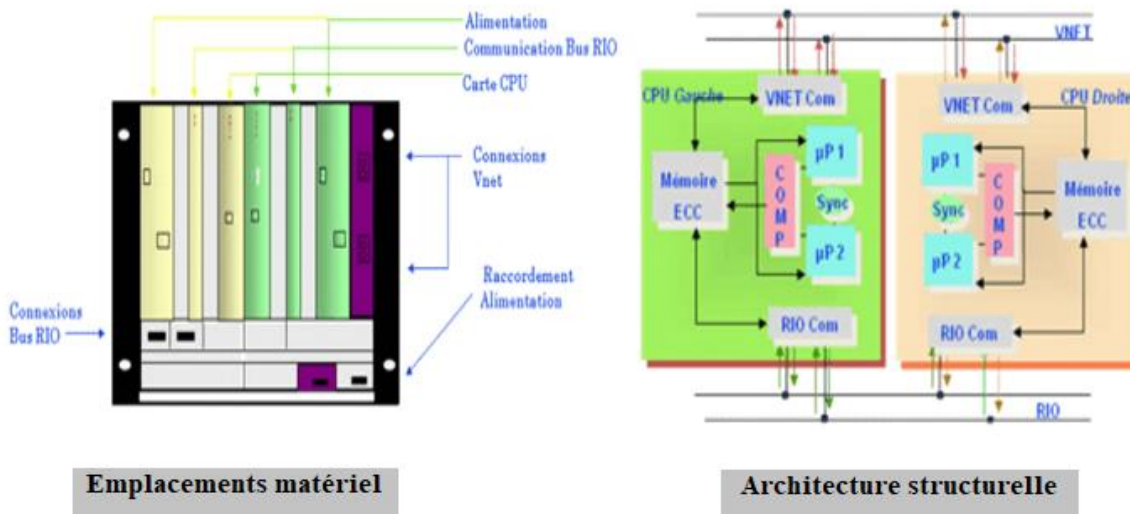 Alimentation
Communication Bus RIO
Carte CPU
Connexions
Vnet
Raccordement
Alimentation
Connexions
Bus RIO
Emplacements matériel
VNET
CPU Gauche
VNET Com
VNET Com
CPU Droite
Mémoire
ECC
COMP
µP 1
Sync
µP 2
µP 1
Sync
µP 2
COMP
Mémoire
ECC
RIO Com
RIO Com
RIO
Architecture structurelle